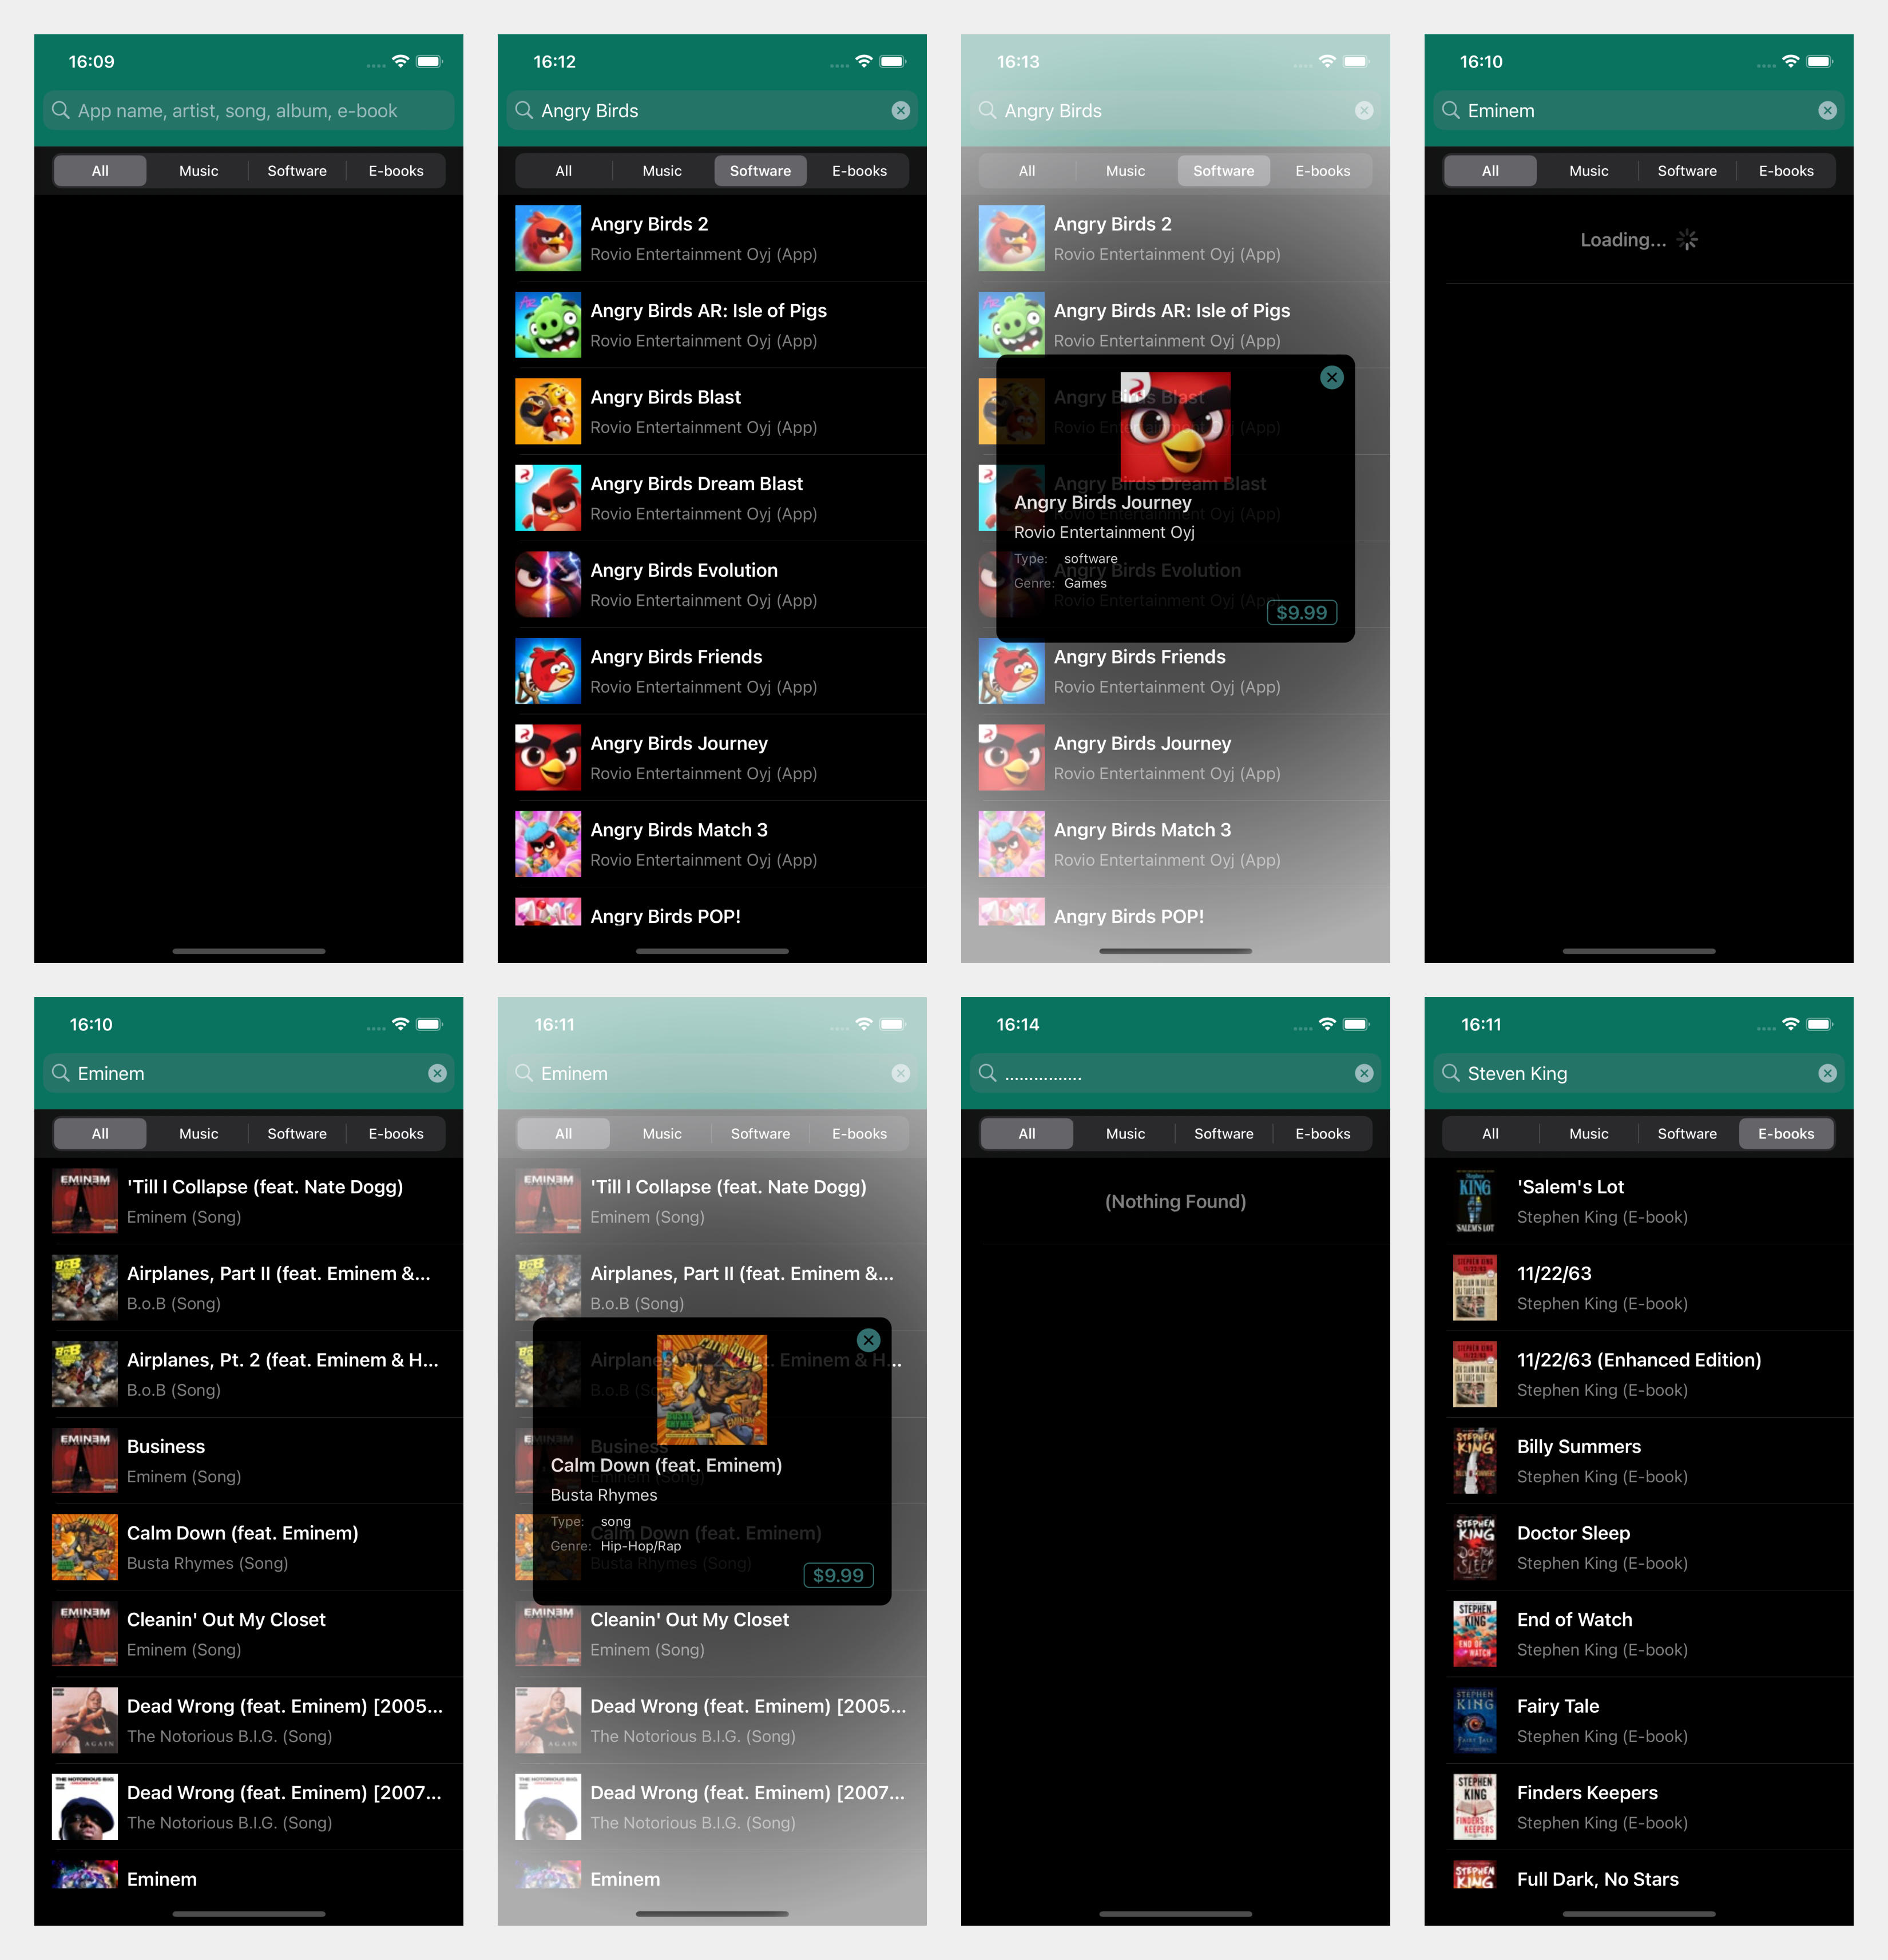 16:09
App name, artist, song, album, e-book
All Music Software E-books
16:12
Angry Birds
All Music Software E-books
Angry Birds 2
Rovio Entertainment Oyj (App)
Angry Birds AR: Isle of Pigs
Rovio Entertainment Oyj (App)
Angry Birds Blast
Rovio Entertainment Oyj (App)
Angry Birds Dream Blast
Rovio Entertainment Oyj (App)
Angry Birds Evolution
Rovio Entertainment Oyj (App)
Angry Birds Friends
Rovio Entertainment Oyj (App)
Angry Birds Journey
Rovio Entertainment Oyj (App)
Angry Birds Match 3
Rovio Entertainment Oyj (App)
Angry Birds POP!
16:13
Angry Birds
All Music Software E-books
Angry Birds 2
Rovio Entertainment Oyj (App)
Angry Birds AR: Isle of Pigs
Rovio Entertainment Oyj (App)
Angry Birds Journey
Rovio Entertainment Oyj
Type: software
Genre: Games
$9.99
Angry Birds Friends
Rovio Entertainment Oyj (App)
Angry Birds Journey
Rovio Entertainment Oyj (App)
Angry Birds Match 3
Rovio Entertainment Oyj (App)
Angry Birds POP!
16:10
Eminem
All Music Software E-books
Loading...
16:10
Eminem
All Music Software E-books
'Till I Collapse (feat. Nate Dogg)
Eminem (Song)
Airplanes, Part II (feat. Eminem &...
B.o.B (Song)
Airplanes, Pt. 2 (feat. Eminem & H...
B.o.B (Song)
Business
Eminem (Song)
Calm Down (feat. Eminem)
Busta Rhymes (Song)
Cleanin' Out My Closet
Eminem (Song)
Dead Wrong (feat. Eminem) [2005...
The Notorious B.I.G. (Song)
Dead Wrong (feat. Eminem) [2007...
The Notorious B.I.G. (Song)
Eminem
16:11
Eminem
All Music Software E-books
'Till I Collapse (feat. Nate Dogg)
Eminem (Song)
Airplanes, Part II (feat. Eminem &...
B.o.B (Song)
Calm Down (feat. Eminem)
Busta Rhymes
Type: song
Genre: Hip-Hop/Rap
$9.99
Cleanin' Out My Closet
Eminem (Song)
Dead Wrong (feat. Eminem) [2005...
The Notorious B.I.G. (Song)
Dead Wrong (feat. Eminem) [2007...
The Notorious B.I.G. (Song)
Eminem
16:14
................
All Music Software E-books
(Nothing Found)
16:11
Steven King
All Music Software E-books
'Salem's Lot
Stephen King (E-book)
11/22/63
Stephen King (E-book)
11/22/63 (Enhanced Edition)
Stephen King (E-book)
Billy Summers
Stephen King (E-book)
Doctor Sleep
Stephen King (E-book)
End of Watch
Stephen King (E-book)
Fairy Tale
Stephen King (E-book)
Finders Keepers
Stephen King (E-book)
Full Dark, No Stars